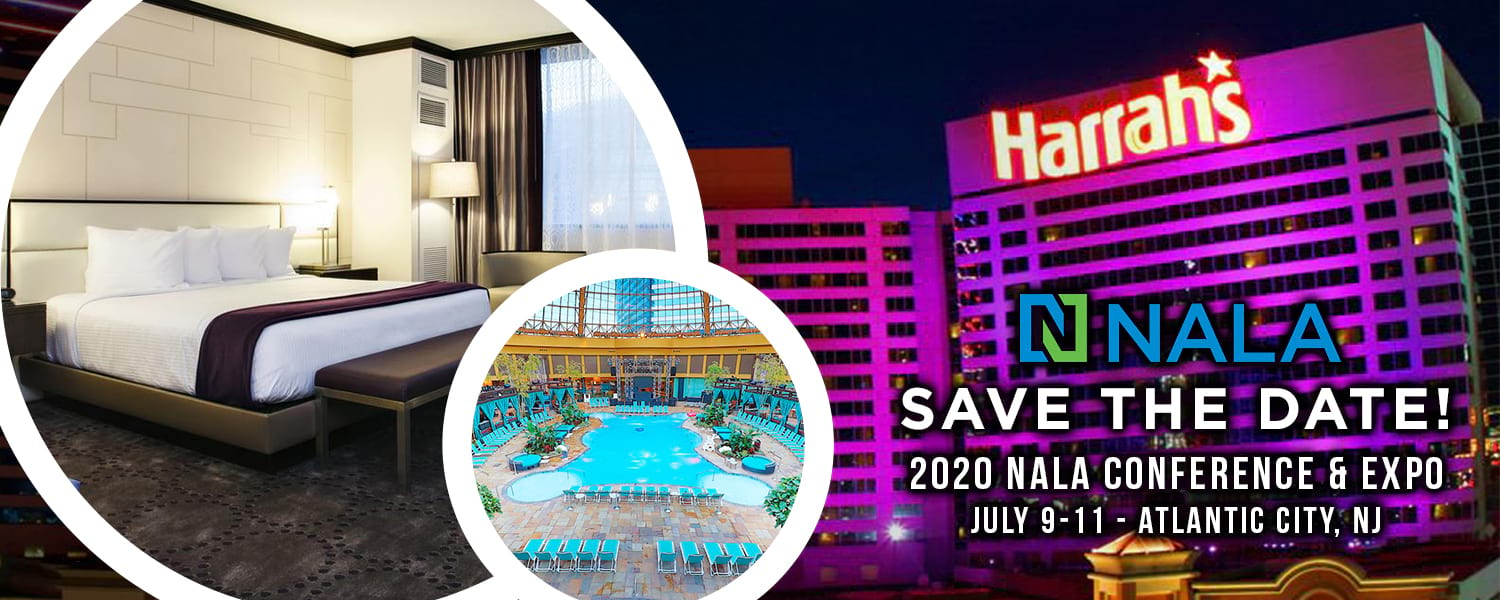 Harrah's
NALA
SAVE THE DATE!
2020 NALA CONFERENCE & EXPO
JULY 9-11 - ATLANTIC CITY, NJ